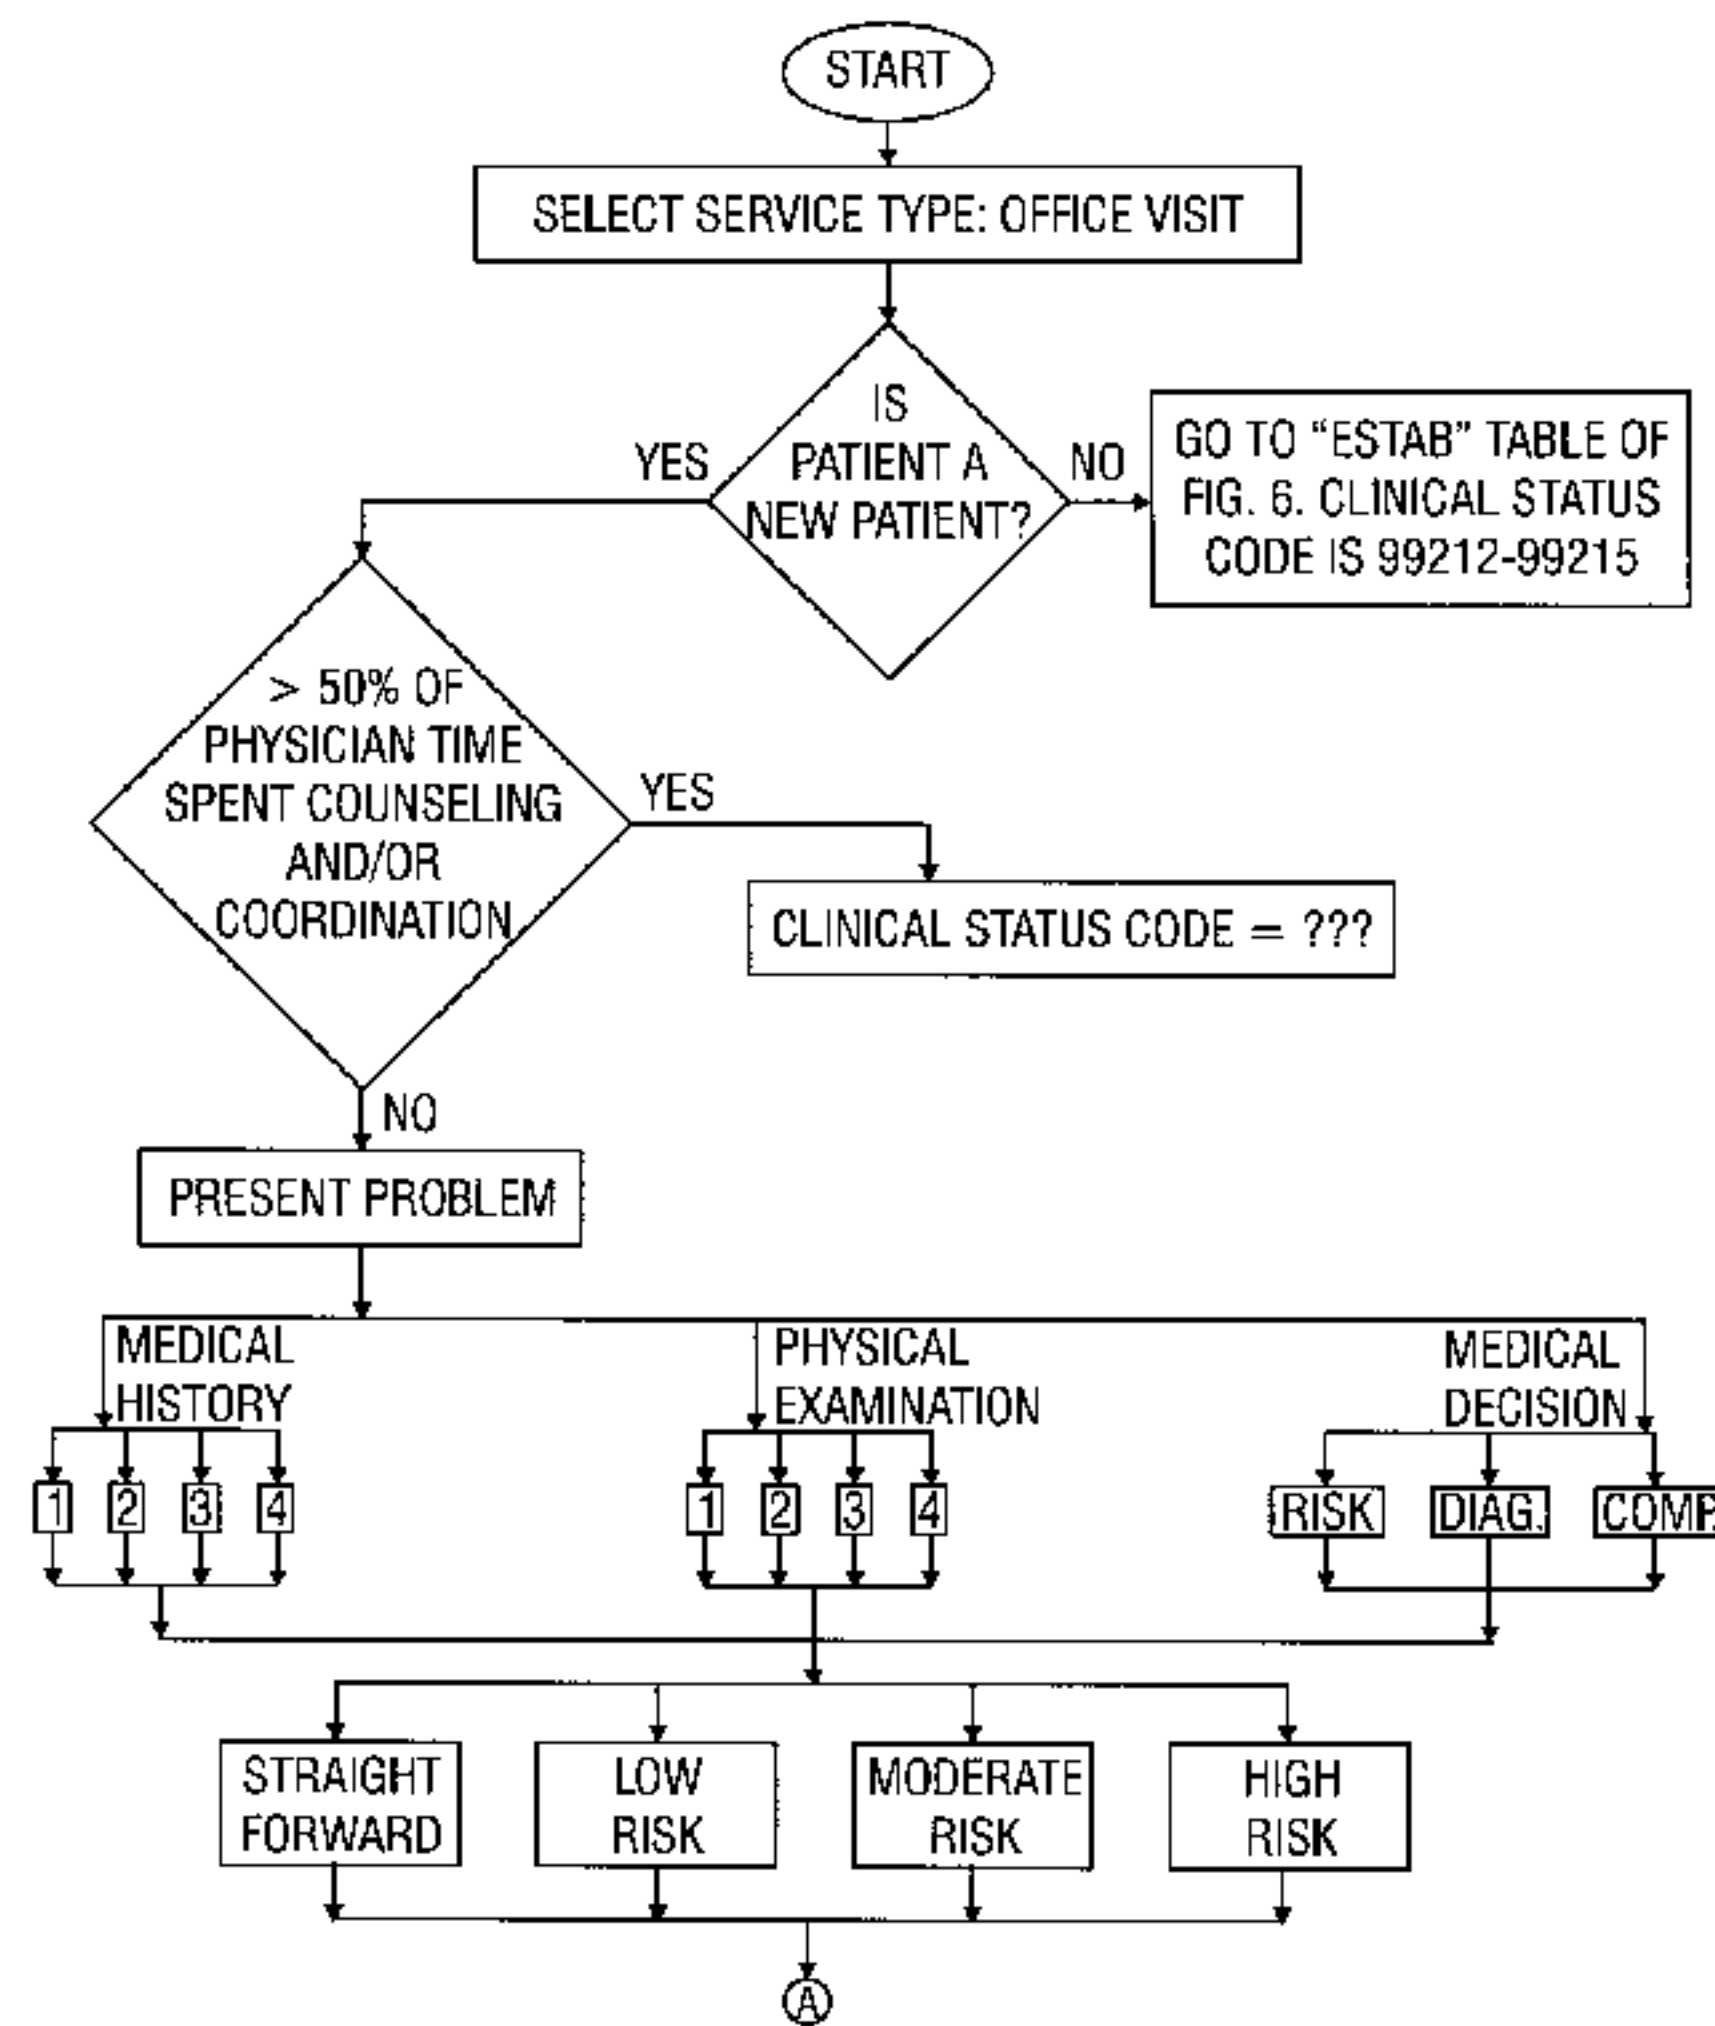 START
SELECT SERVICE TYPE: OFFICE VISIT
IS
PATIENT A
NEW PATIENT?
YES
NO
GO TO “ESTAB” TABLE OF
FIG. 6. CLINICAL STATUS
CODE IS 99212-99215
> 50% OF
PHYSICIAN TIME
SPENT COUNSELING
AND/OR
COORDINATION
YES
CLINICAL STATUS CODE = ???
NO
PRESENT PROBLEM
MEDICAL
HISTORY
PHYSICAL
EXAMINATION
MEDICAL
DECISION
1 2 3 4
1 2 3 4
RISK DIAG. COMP.
STRAIGHT
FORWARD
LOW
RISK
MODERATE
RISK
HIGH
RISK
A